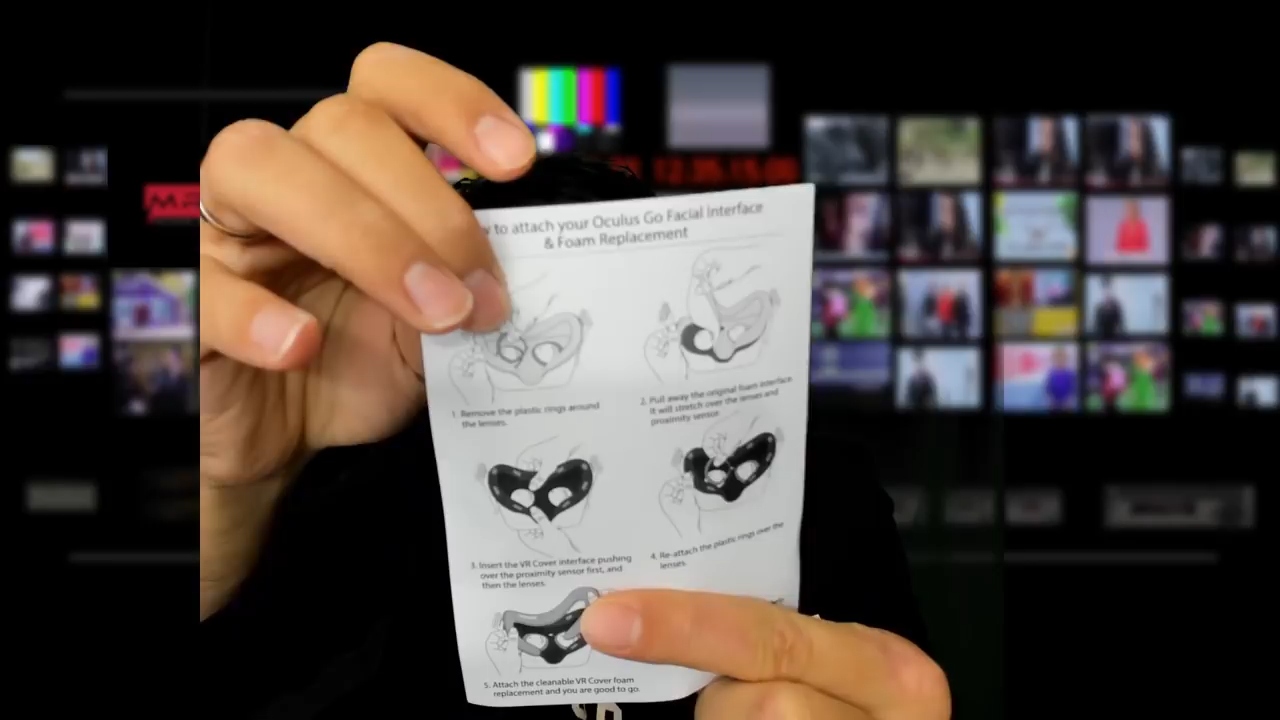 to attach your Oculus Go Facial Interface
& Foam Replacement
1. Remove the plastic rings around
the lenses.
2. Pull away the original foam interface
It will stretch over the lenses and
proximity sensor.
3. Insert the VR Cover interface pushing
over the proximity sensor first, and
then the lenses.
4. Re-attach the plastic rings over the
lenses.
5. Attach the cleanable VR Cover foam
replacement and you are good to go.